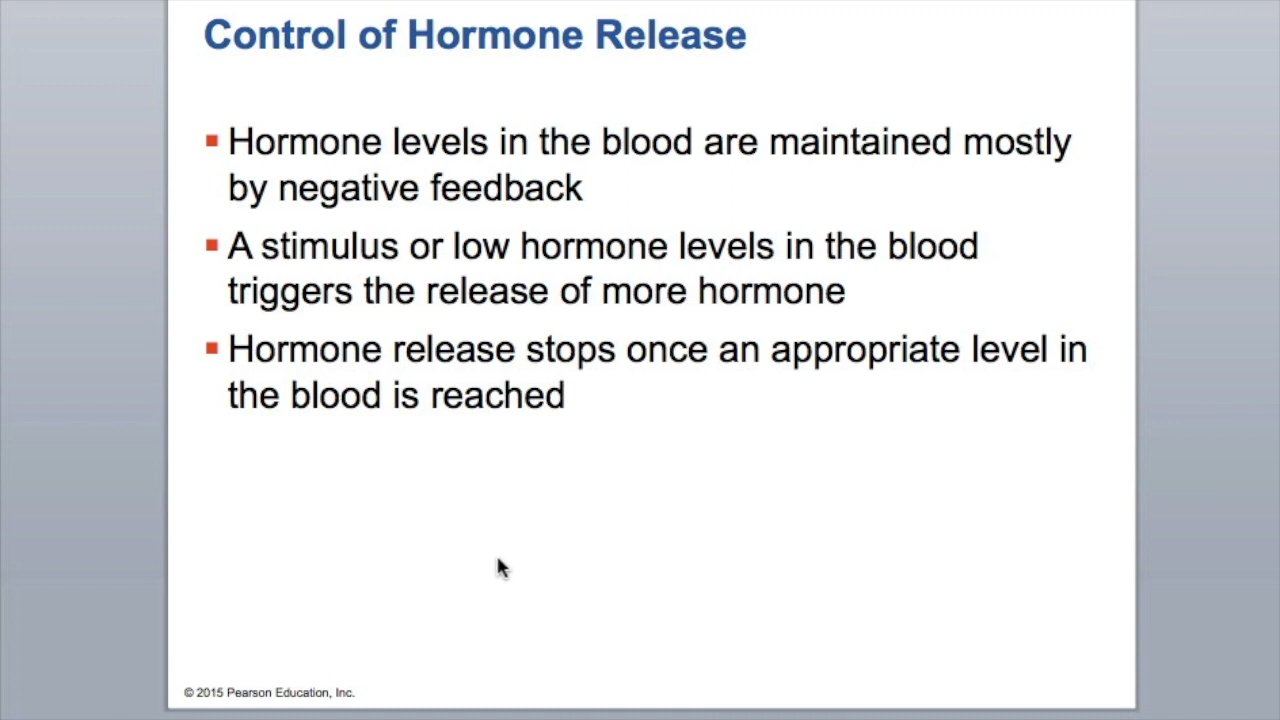 Control of Hormone Release
▪ Hormone levels in the blood are maintained mostly
by negative feedback
▪ A stimulus or low hormone levels in the blood
triggers the release of more hormone
▪ Hormone release stops once an appropriate level in
the blood is reached
© 2015 Pearson Education, Inc.